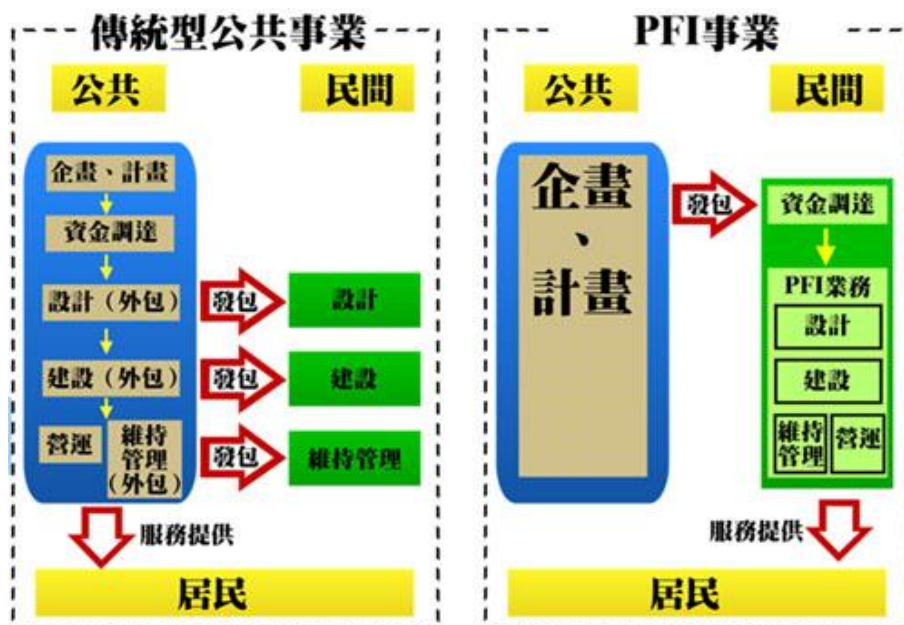 傳統型公共事業
公共
民間
企畫、計畫
資金調達
設計（外包）
發包
設計
建設（外包）
發包
建設
營運
維持
管理
(外包)
發包
維持管理
服務提供
居民
PFI事業
公共
民間
企畫
、
計畫
發包
資金調達
PFI業務
設計
建設
維持
管理
營運
服務提供
居民